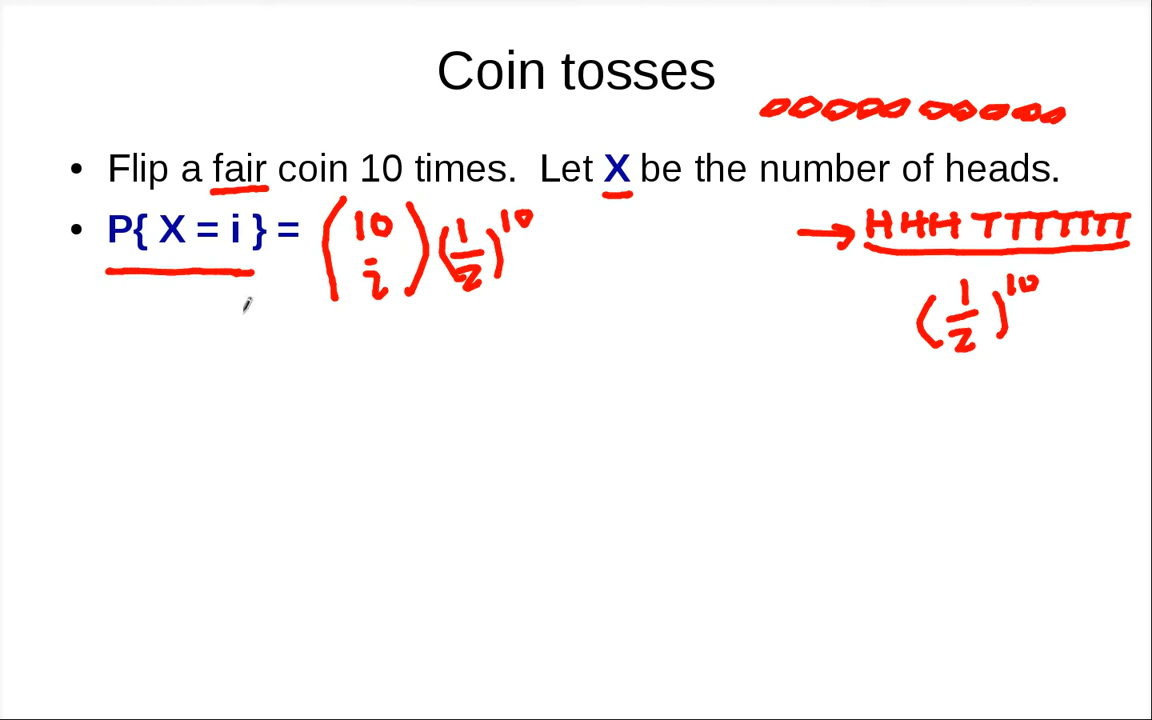 Coin tosses
• Flip a fair coin 10 times. Let X be the number of heads.
• P{ X = i } = (10 i) (1/2)^10
→ HHH TTTTTTT
(1/2)^10